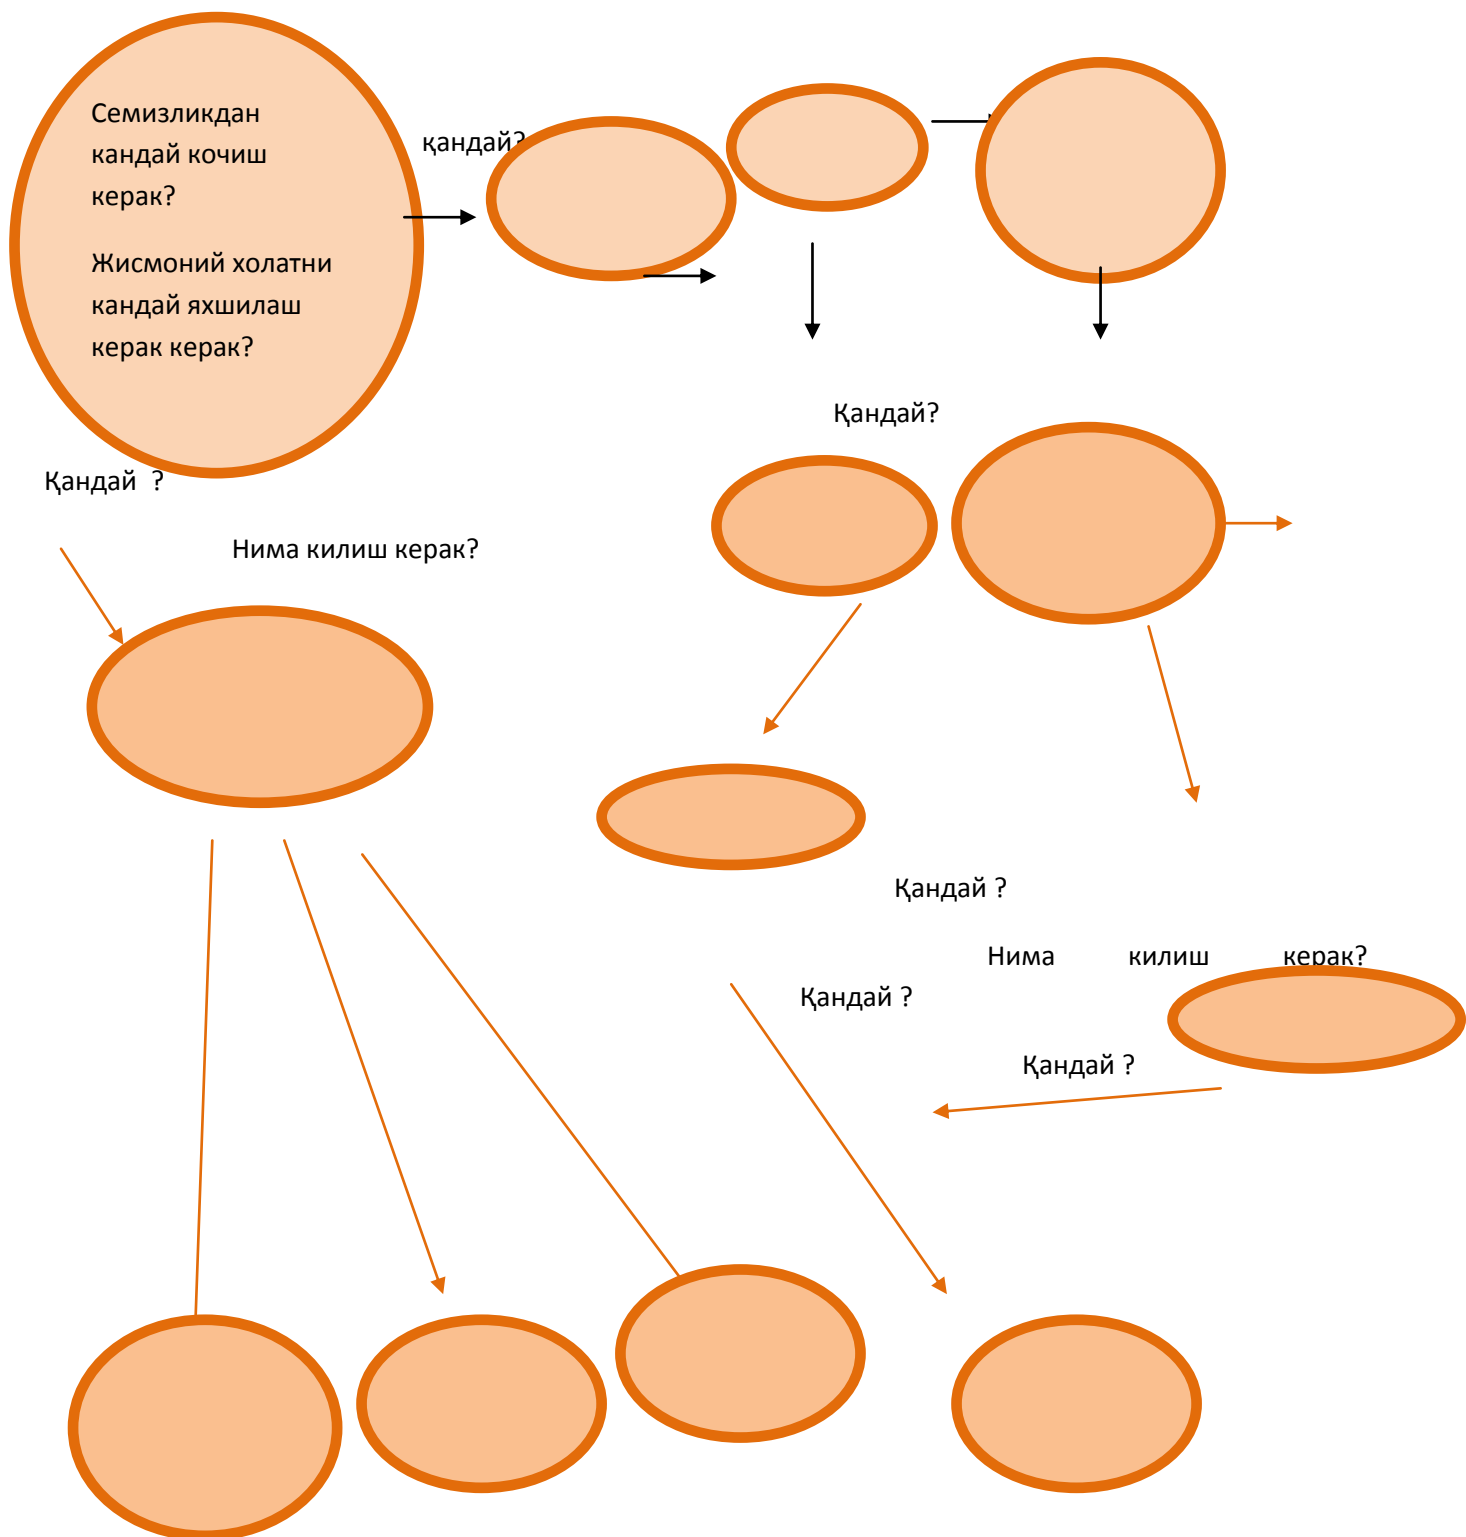 Семизликдан
кандай кочиш
керак?
Жисмоний холатни
кандай яхшилаш
керак керак?
қандай?
Қандай?
Қандай ?
Нима килиш керак?
Қандай ?
Нима килиш керак?
Қандай ?
Қандай ?